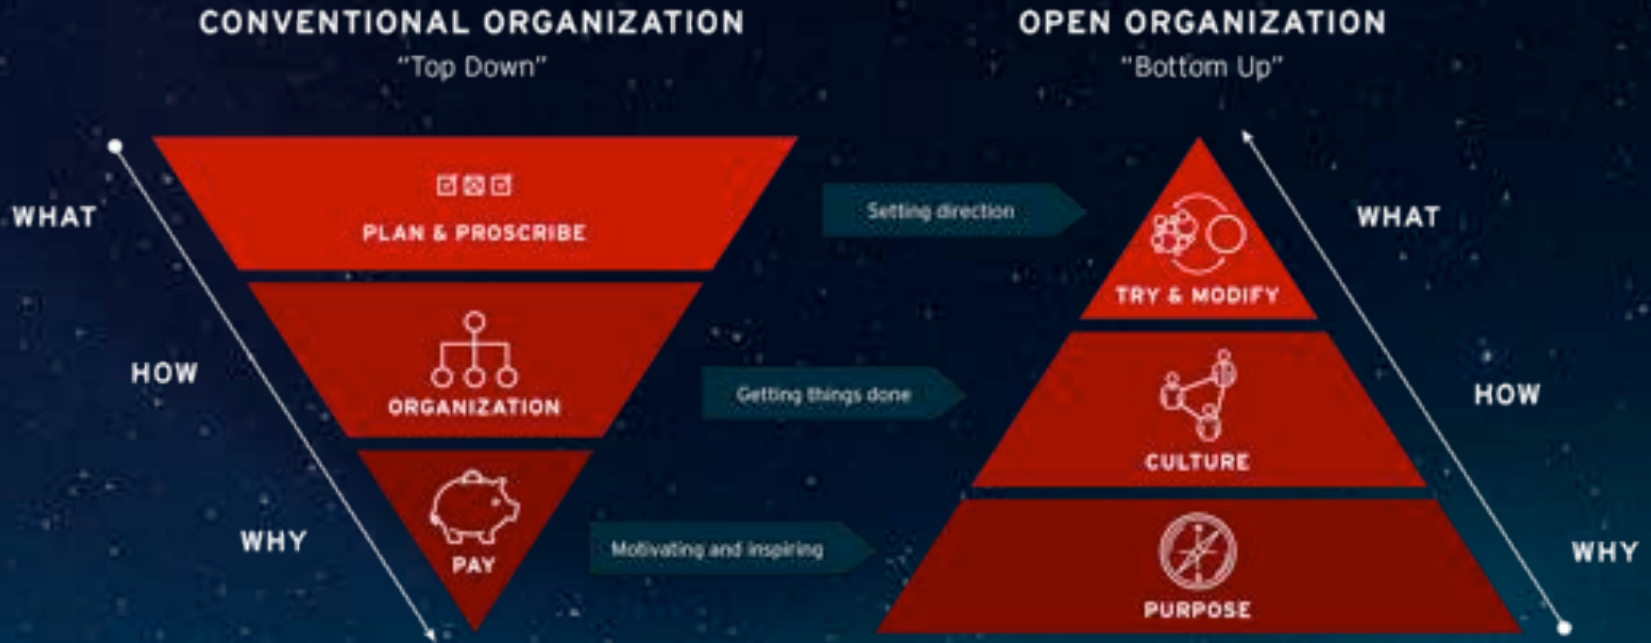 CONVENTIONAL ORGANIZATION
"Top Down"
WHAT
PLAN & PROSCRIBE
HOW
ORGANIZATION
WHY
PAY
Setting direction
Getting things done
Motivating and inspiring
OPEN ORGANIZATION
"Bottom Up"
WHAT
TRY & MODIFY
HOW
CULTURE
WHY
PURPOSE